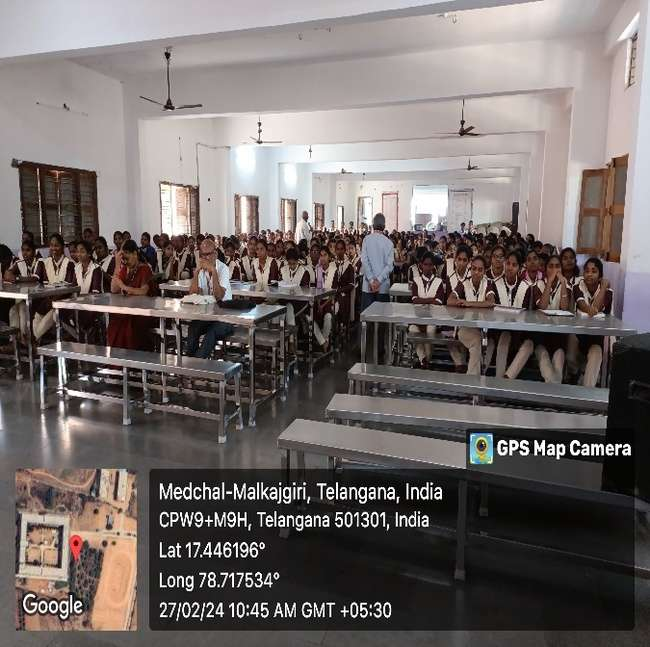 GPS Map Camera
Medchal-Malkajgiri, Telangana, India
CPW9+M9H, Telangana 501301, India
Lat 17.446196°
Long 78.717534°
27/02/24 10:45 AM GMT +05:30
Google